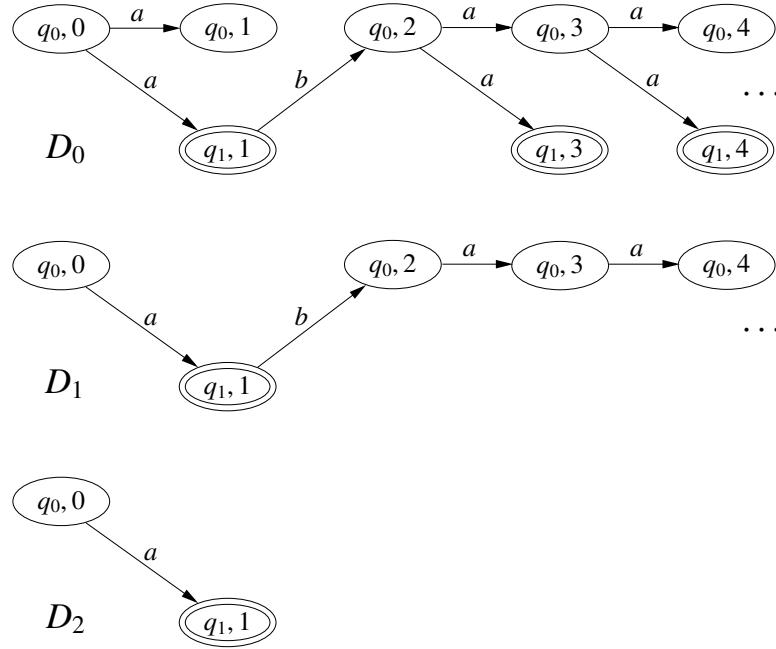 q₀, 0 a q₀, 1 q₀, 2 a q₀, 3 a q₀, 4
a b a a
...
D₀ q₁, 1 q₁, 3 q₁, 4
q₀, 0 q₀, 2 a q₀, 3 a q₀, 4
a b
...
D₁ q₁, 1
q₀, 0
a
D₂ q₁, 1